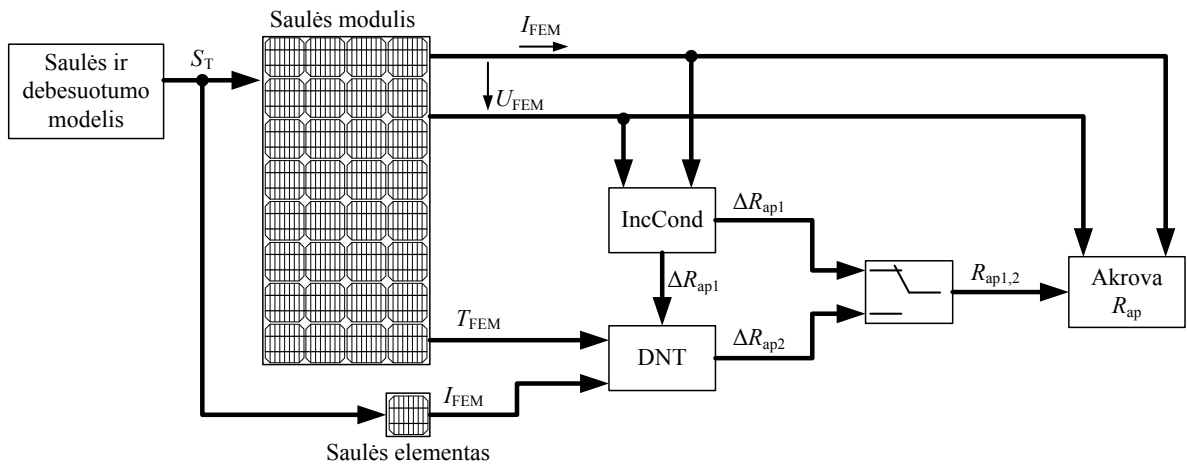 Saulės modulis
I_FEM
S_T
Saulės ir
debesuotumo
modelis
U_FEM
IncCond
ΔR_ap1
ΔR_ap1
R_ap1,2
Akrova
R_ap
T_FEM
DNT
ΔR_ap2
I_FEM
Saulės elementas